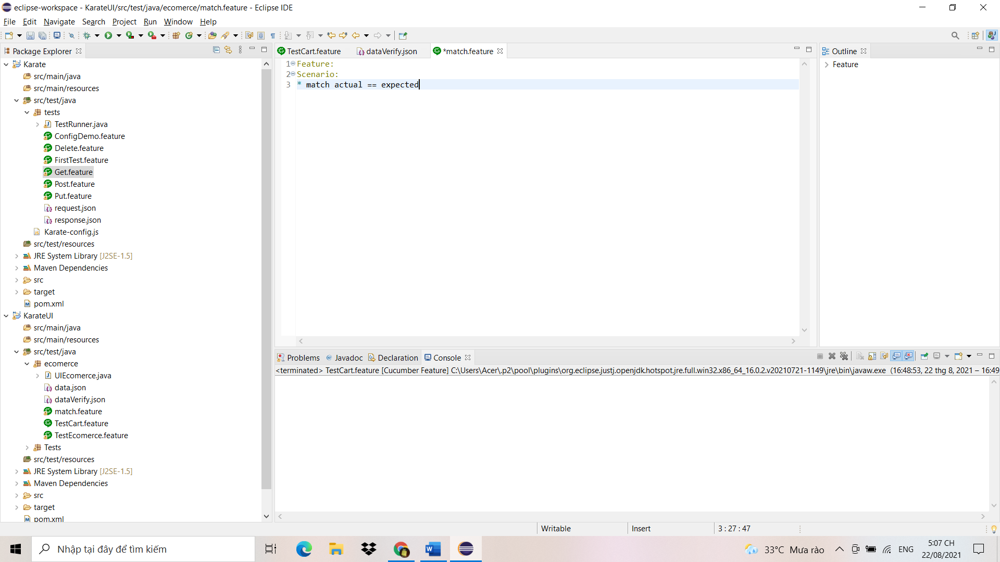 eclipse-workspace - KarateUI/src/test/java/ecomerce/match.feature - Eclipse IDE
File Edit Navigate Search Project Run Window Help
Package Explorer
Karate
src/main/java
src/main/resources
src/test/java
tests
TestRunner.java
ConfigDemo.feature
Delete.feature
FirstTest.feature
Get.feature
Post.feature
Put.feature
request.json
response.json
Karate-config.js
src/test/resources
JRE System Library [J2SE-1.5]
Maven Dependencies
src
target
pom.xml
KarateUI
src/main/java
src/main/resources
src/test/java
ecomerce
UIEcomerce.java
data.json
dataVerify.json
match.feature
TestCart.feature
TestEcomerce.feature
Tests
src/test/resources
JRE System Library [J2SE-1.5]
Maven Dependencies
src
target
pom.xml
TestCart.feature dataVerify.json *match.feature
1 Feature:
2 Scenario:
3 * match actual == expected
Outline
Feature
Problems Javadoc Declaration Console
<terminated> TestCart.feature [Cucumber Feature] C:\Users\Acer\.p2\pool\plugins\org.eclipse.justj.openjdk.hotspot.jre.full.win32.x86_64_16.0.2.v20210721-1149\jre\bin\javaw.exe (16:48:53, 22 thg 8, 2021 – 16:49
Writable Insert 3 : 27 : 47
Nhập tại đây để tìm kiếm
33°C Mưa rào
ENG
5:07 CH
22/08/2021